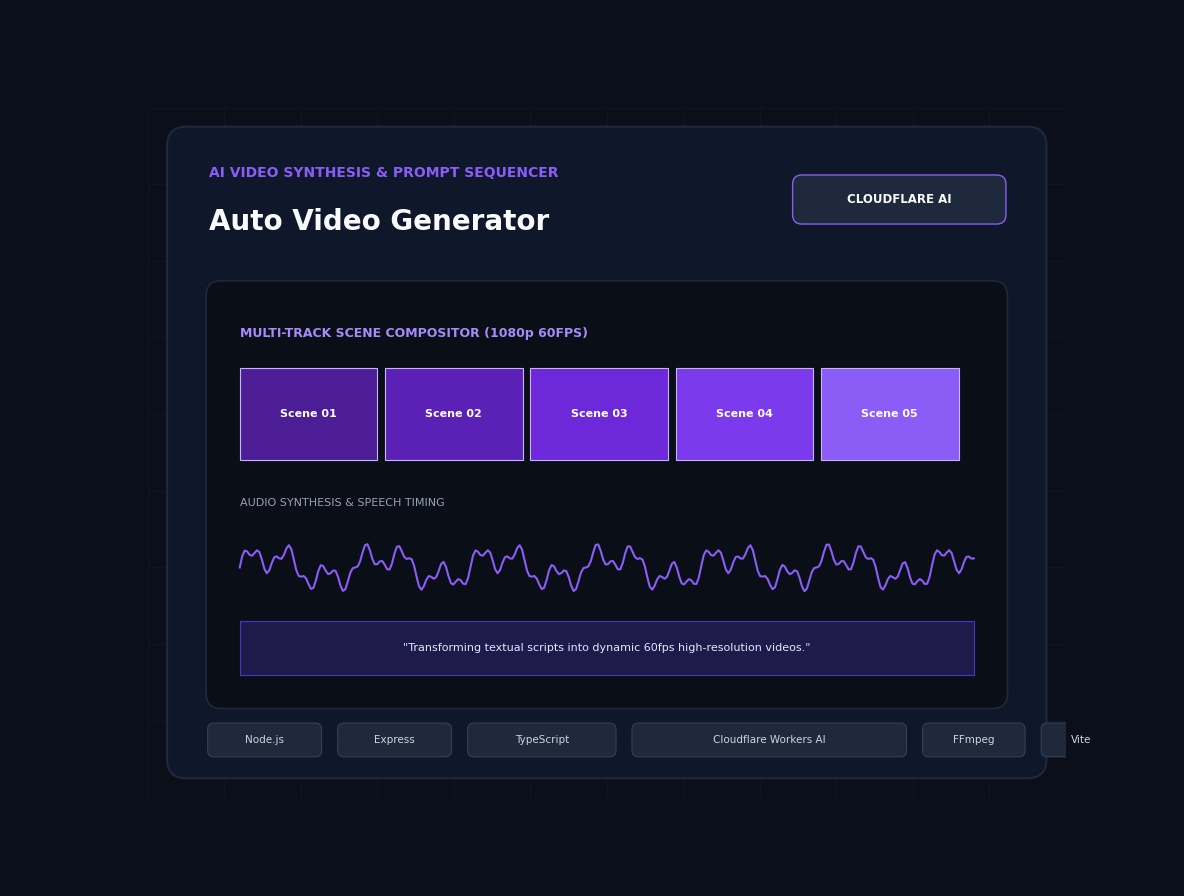 AI VIDEO SYNTHESIS & PROMPT SEQUENCER
Auto Video Generator
CLOUDFLARE AI
MULTI-TRACK SCENE COMPOSITOR (1080p 60FPS)
Scene 01 Scene 02 Scene 03 Scene 04 Scene 05
AUDIO SYNTHESIS & SPEECH TIMING
"Transforming textual scripts into dynamic 60fps high-resolution videos."
Node.js Express TypeScript Cloudflare Workers AI FFmpeg Vite